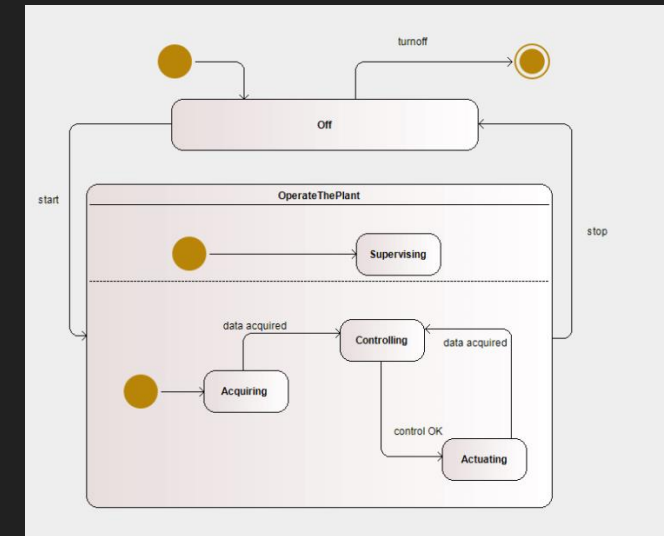 turnoff
Off
start
OperateThePlant
stop
Supervising
data acquired
Controlling
data acquired
Acquiring
control OK
Actuating